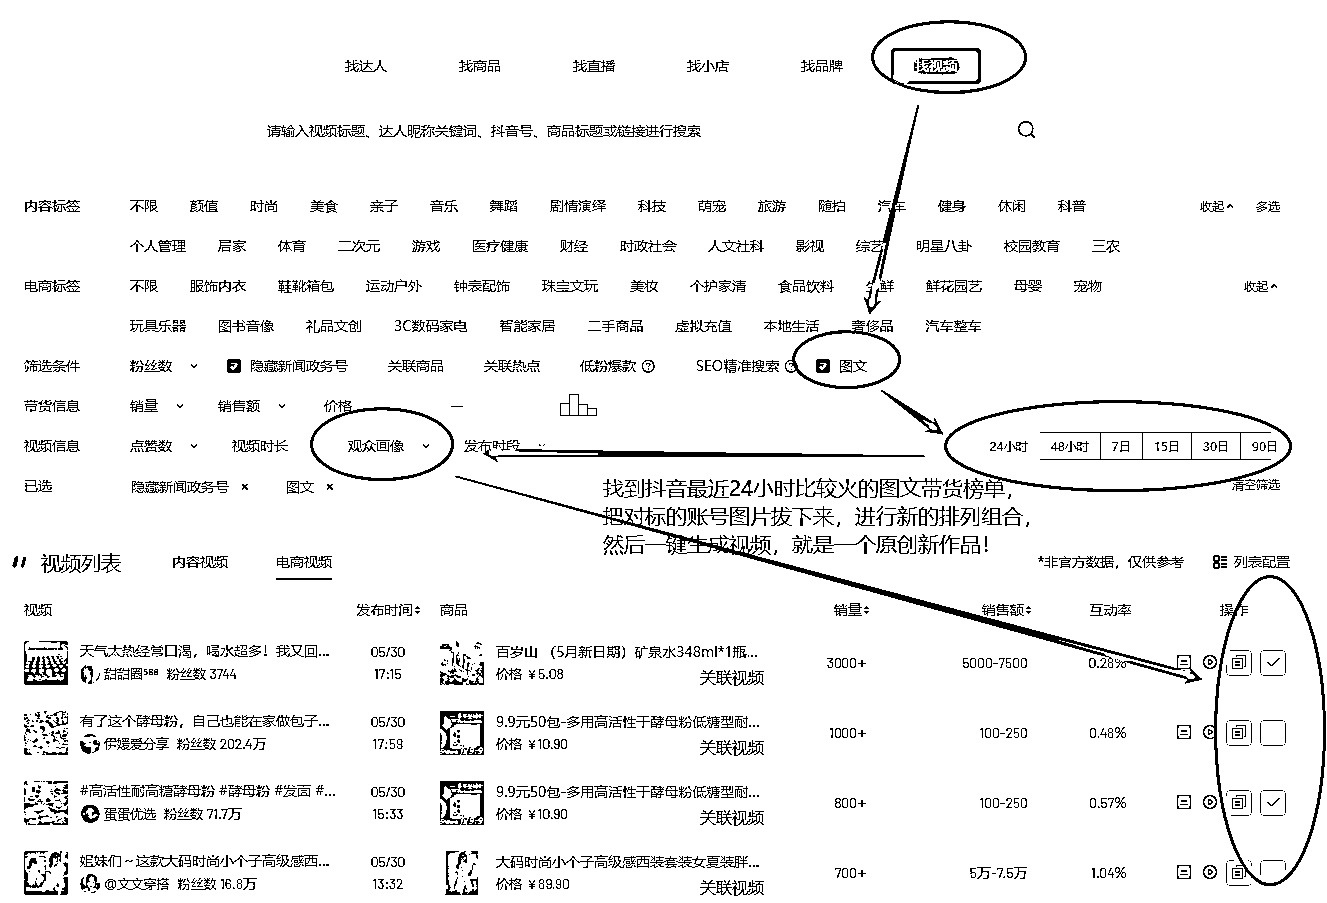 找达人 找商品 找直播 找小店 找品牌 找视频
请输入视频标题、达人昵称关键词、抖音号、商品标题或链接进行搜索
内容标签 不限 颜值 时尚 美食 亲子 音乐 舞蹈 剧情演绎 科技 萌宠 旅游 随拍 汽车 健身 休闲 科普 收起 多选
个人管理 居家 体育 二次元 游戏 医疗健康 财经 时政社会 人文社科 影视 综艺 明星八卦 校园教育 三农
电商标签 不限 服饰内衣 鞋靴箱包 运动户外 钟表配饰 珠宝文玩 美妆 个护家清 食品饮料 生鲜 鲜花园艺 母婴 宠物 收起
玩具乐器 图书音像 礼品文创 3C数码家电 智能家居 二手商品 虚拟充值 本地生活 奢侈品 汽车整车
筛选条件 粉丝数 隐藏新闻政务号 关联商品 关联热点 低粉爆款 SEO精准搜索 图文
带货信息 销量 销售额 价格 —
视频信息 点赞数 视频时长 观众画像 发布时段 24小时 48小时 7日 15日 30日 90日
已选 隐藏新闻政务号 × 图文 × 清空筛选
找到抖音最近24小时比较火的图文带货榜单，
把对标的账号图片拔下来，进行新的排列组合，
然后一键生成视频，就是一个原创新作品！
视频列表 内容视频 电商视频 *非官方数据，仅供参考 列表配置
视频 发布时间 商品 销量 销售额 互动率 操作
天气太热经常口渴，喝水超多！我又回... 05/30 百岁山 （5月新日期）矿泉水348ml*1瓶... 3000+ 5000-7500 0.28%
甜甜圈⁵⁸⁸ 粉丝数 3744 17:15 价格 ¥5.08 关联视频
有了这个酵母粉，自己也能在家做包子... 05/30 9.9元50包-多用高活性干酵母粉低糖型耐... 1000+ 100-250 0.48%
伊媛爱分享 粉丝数 202.4万 17:59 价格 ¥10.90 关联视频
#高活性耐高糖酵母粉 #酵母粉 #发面 #... 05/30 9.9元50包-多用高活性干酵母粉低糖型耐... 800+ 100-250 0.57%
蛋蛋优选 粉丝数 71.7万 15:33 价格 ¥10.90 关联视频
姐妹们～这款大码时尚小个子高级感西... 05/30 大码时尚小个子高级感西装套装女夏装胖... 700+ 5万-7.5万 1.04%
@文文穿搭 粉丝数 16.8万 13:32 价格 ¥89.90 关联视频